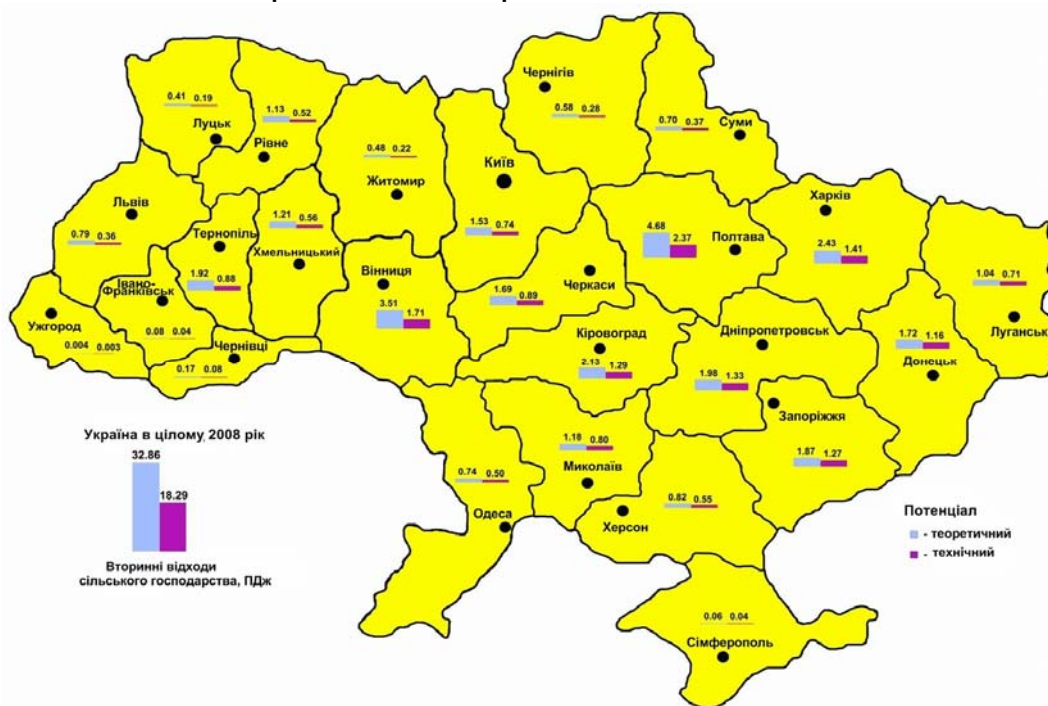 Чернігів
0.58 0.28
0.70 0.37
Суми
0.41 0.19
Луцьк
1.13 0.52
Рівне
0.48 0.22
Житомир
Київ
1.53 0.74
Харків
2.43 1.41
Львів
0.79 0.36
Тернопіль
1.92 0.88
1.21 0.56
Хмельницький
Вінниця
3.51 1.71
4.68
2.37
Полтава
1.69 0.89
Черкаси
1.04 0.71
Луганськ
Івано-
Франківськ
0.08 0.04
Ужгород
0.004 0.003
Чернівці
0.17 0.08
Кіровоград
2.13 1.29
Дніпропетровськ
1.98 1.33
1.72 1.16
Донецьк
Запоріжжя
1.87 1.27
1.18 0.80
Миколаїв
0.74 0.50
Одеса
0.82 0.55
Херсон
0.06 0.04
Сімферополь
Україна в цілому 2008 рік
32.86
18.29
Вторинні відходи
сільського господарства, ПДж
Потенціал
- теоретичний
- технічний